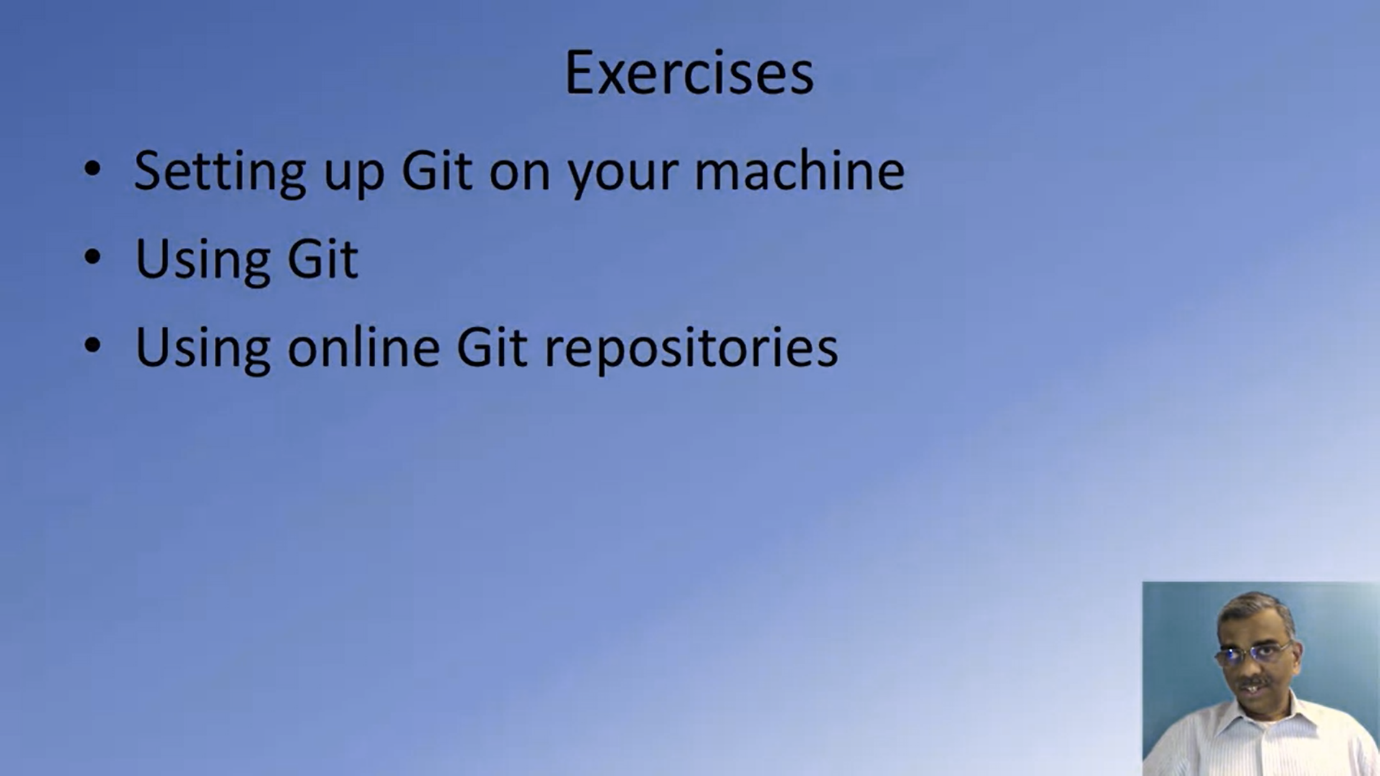 Exercises
• Setting up Git on your machine
• Using Git
• Using online Git repositories